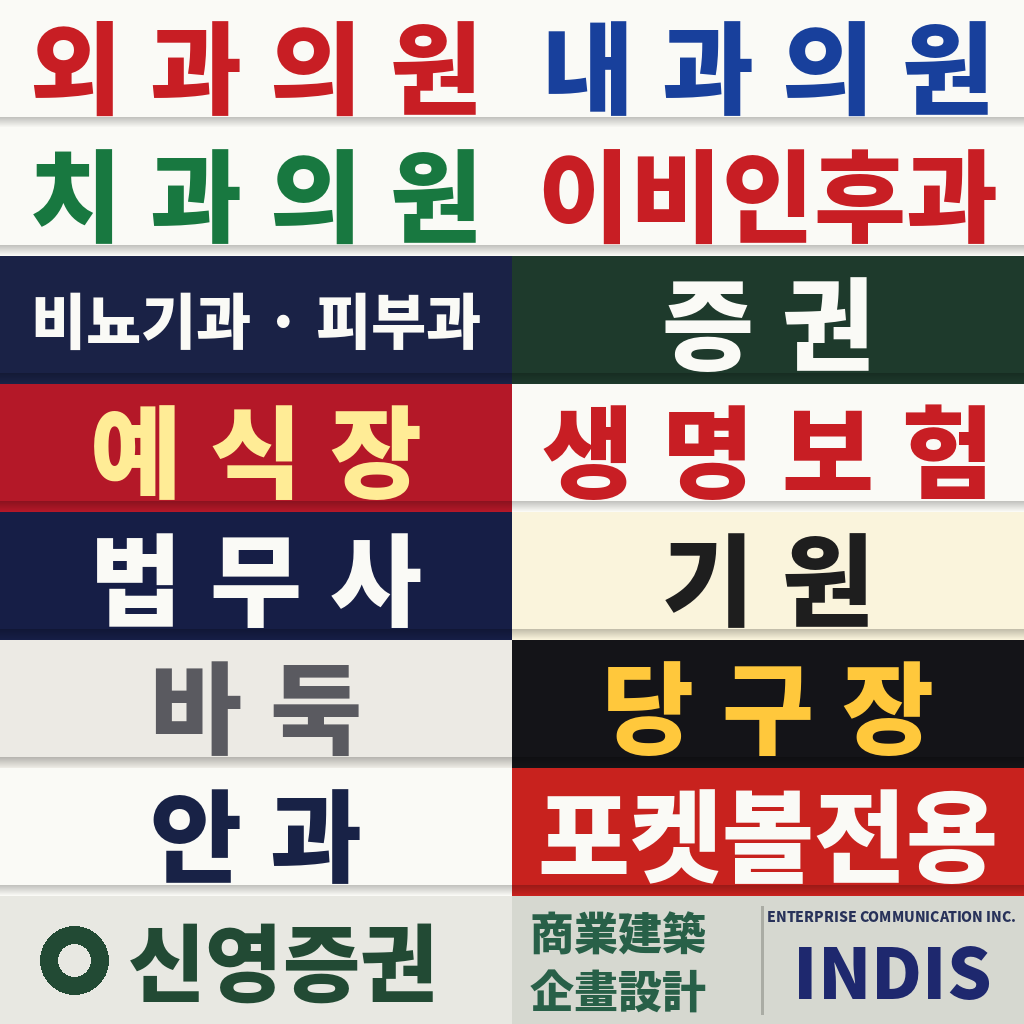 외과의원
내과의원
치과의원
이비인후과
비뇨기과 · 피부과
증권
예식장
생명보험
법무사
기원
바둑
당구장
안과
포켓볼전용
신영증권
商業建築
企畫設計
ENTERPRISE COMMUNICATION INC.
INDIS